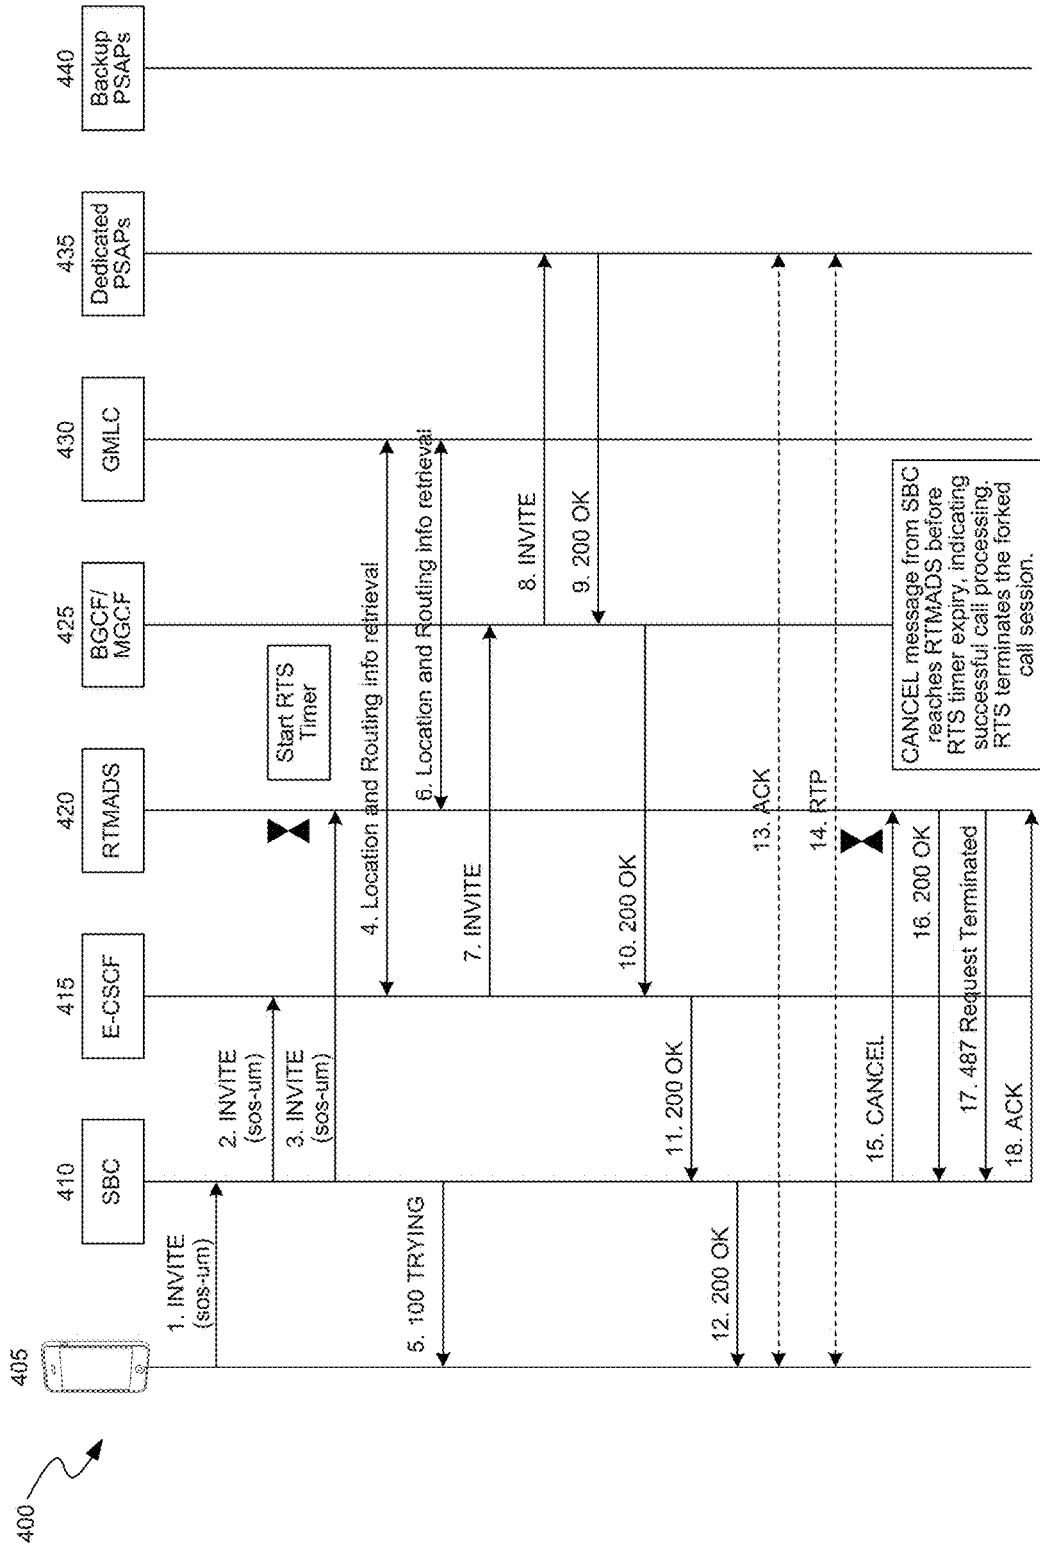 400
405
410
SBC
415
E-CSCF
420
RTMADS
425
BGCF/
MGCF
430
GMLC
435
Dedicated
PSAPs
440
Backup
PSAPs
1. INVITE
(sos-um)
2. INVITE
(sos-um)
Start RTS
Timer
3. INVITE
(sos-um)
4. Location and Routing info retrieval
5. 100 TRYING
6. Location and Routing info retrieval
7. INVITE
8. INVITE
9. 200 OK
10. 200 OK
11. 200 OK
12. 200 OK
13. ACK
14. RTP
15. CANCEL
16. 200 OK
17. 487 Request Terminated
18. ACK
CANCEL message from SBC
reaches RTMADS before
RTS timer expiry, indicating
successful call processing.
RTS terminates the forked
call session.